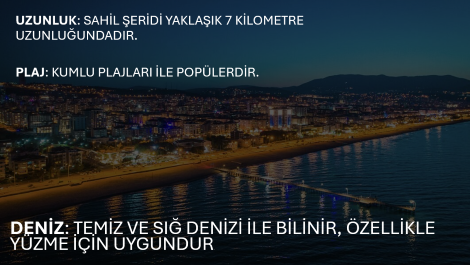 UZUNLUK: SAHİL ŞERİDİ YAKLAŞIK 7 KİLOMETRE
UZUNLUĞUNDADIR.
PLAJ: KUMLU PLAJLARI İLE POPÜLERDİR.
DENİZ: TEMİZ VE SIĞ DENİZİ İLE BİLİNİR, ÖZELLİKLE
YÜZME İÇİN UYGUNDUR